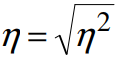 η = √η²